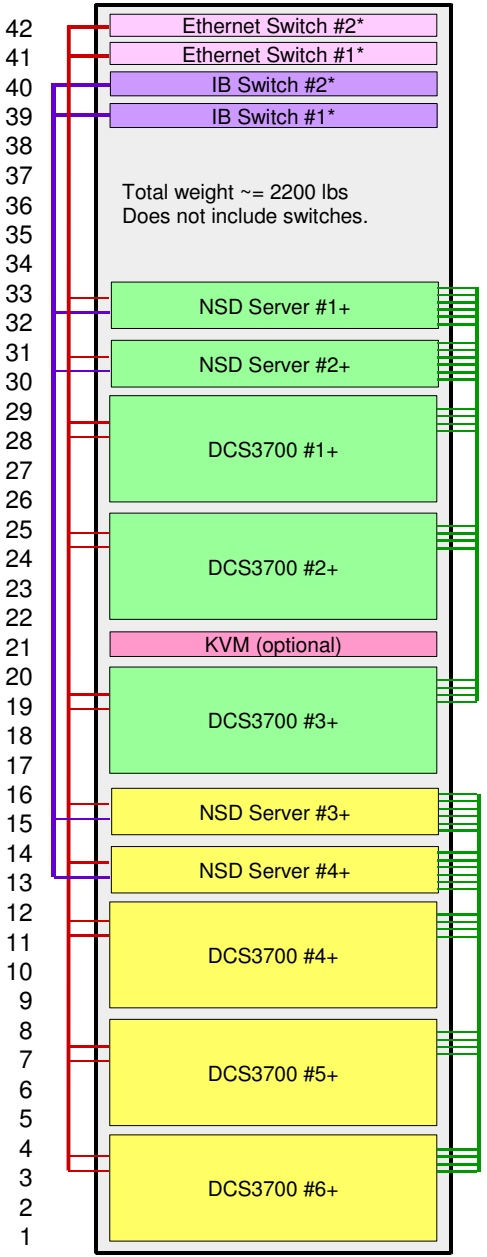 42 Ethernet Switch #2*
41 Ethernet Switch #1*
40 IB Switch #2*
39 IB Switch #1*
38
37
Total weight ~= 2200 lbs
36
Does not include switches.
35
34
33
NSD Server #1+
32
31
NSD Server #2+
30
29
28
DCS3700 #1+
27
26
25
24
DCS3700 #2+
23
22
21 KVM (optional)
20
19
DCS3700 #3+
18
17
16
NSD Server #3+
15
14
NSD Server #4+
13
12
11
DCS3700 #4+
10
9
8
7
DCS3700 #5+
6
5
4
3
DCS3700 #6+
2
1